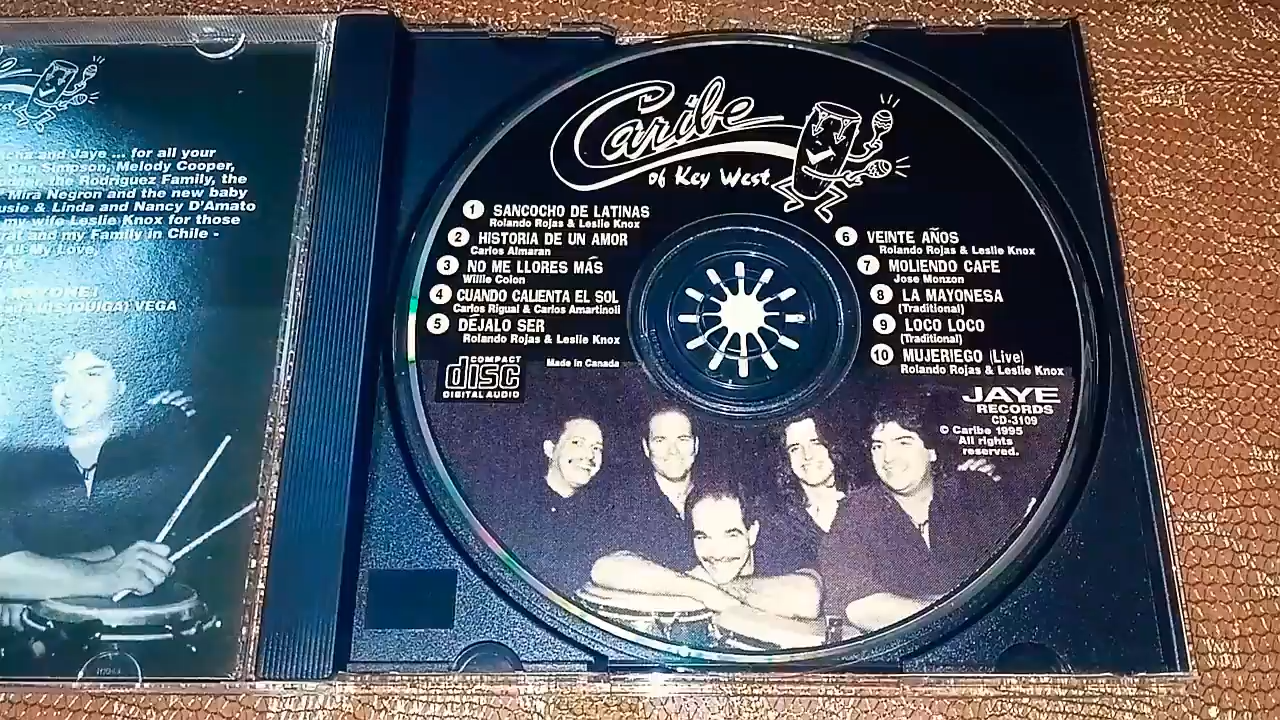 cha and Jaye ... for all your
Simpson, Melody Cooper,
the Rodriguez Family, the
Mira Negron and the new baby
usie & Linda and Nancy D'Amato
my wife Leslie Knox for those
and my Family in Chile -
All My Love,
VEGA
Caribe
of Key West
1 SANCOCHO DE LATINAS
Rolando Rojas & Leslie Knox
2 HISTORIA DE UN AMOR
Carlos Almaran
3 NO ME LLORES MÁS
Willie Colon
4 CUANDO CALIENTA EL SOL
Carlos Rigual & Carlos Amartinoli
5 DÉJALO SER
Rolando Rojas & Leslie Knox
6 VEINTE AÑOS
Rolando Rojas & Leslie Knox
7 MOLIENDO CAFE
Jose Monzon
8 LA MAYONESA
(Traditional)
9 LOCO LOCO
(Traditional)
10 MUJERIEGO (Live)
Rolando Rojas & Leslie Knox
COMPACT
disc
DIGITAL AUDIO
Made in Canada
JAYE
RECORDS
CD-3109
© Caribe 1995
All rights
reserved.